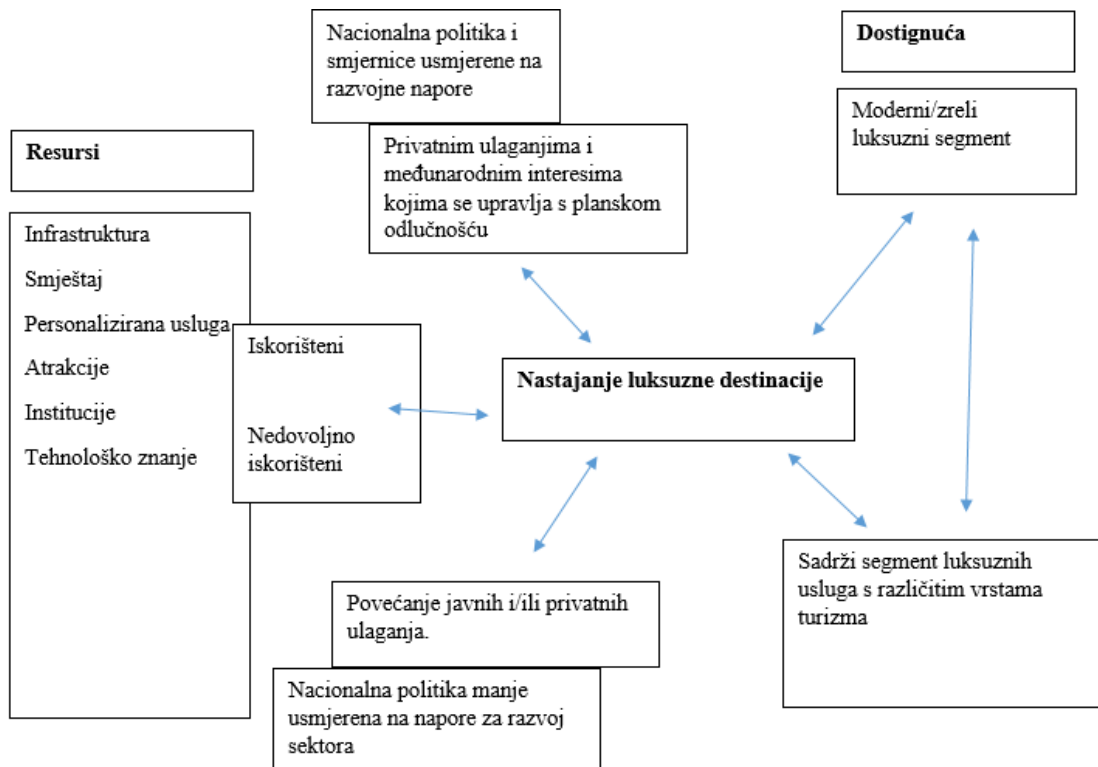 Nacionalna politika i
smjernice usmjerene na
razvojne napore
Dostignuća
Moderni/zreli
luksuzni segment
Privatnim ulaganjima i
međunarodnim interesima
kojima se upravlja s planskom
odlučnošću
Resursi
Infrastruktura
Smještaj
Personalizirana usluga
Atrakcije
Institucije
Tehnološko znanje
Iskorišteni
Nedovoljno
iskorišteni
Nastajanje luksuzne destinacije
Sadrži segment luksuznih
usluga s različitim vrstama
turizma
Povećanje javnih i/ili privatnih
ulaganja.
Nacionalna politika manje
usmjerena na napore za razvoj
sektora